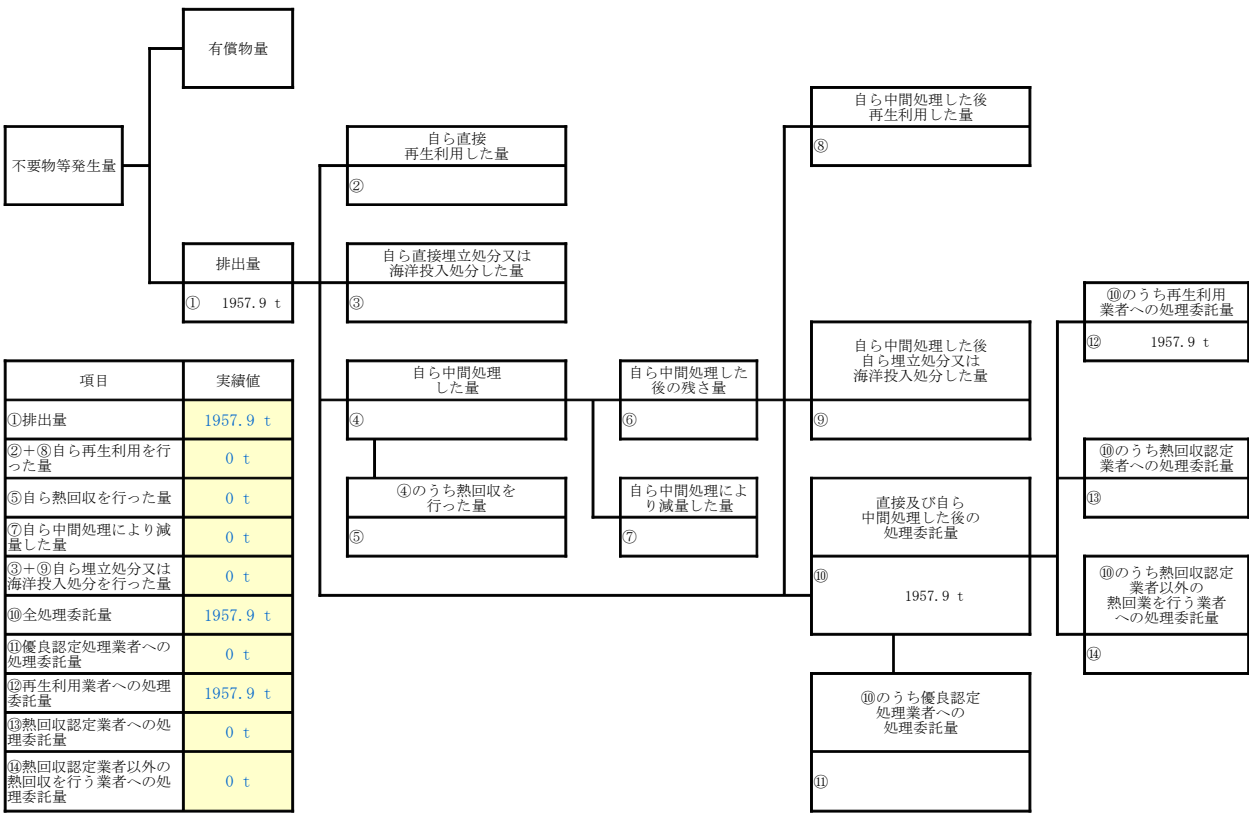 有償物量
不要物等発生量
排出量
① 1957.9 t
自ら直接
再生利用した量
②
自ら直接埋立処分又は
海洋投入処分した量
③
自ら中間処理
した量
④
④のうち熱回収を
行った量
⑤
自ら中間処理した
後の残さ量
⑥
自ら中間処理によ
り減量した量
⑦
自ら中間処理した後
再生利用した量
⑧
自ら中間処理した後
自ら埋立処分又は
海洋投入処分した量
⑨
直接及び自ら
中間処理した後の
処理委託量
⑩
1957.9 t
⑩のうち優良認定
処理業者への
処理委託量
⑪
⑩のうち再生利用
業者への処理委託量
⑫ 1957.9 t
⑩のうち熱回収認定
業者への処理委託量
⑬
⑩のうち熱回収認定
業者以外の
熱回業を行う業者
への処理委託量
⑭
項目 実績値
①排出量 1957.9 t
②＋⑧自ら再生利用を行
った量 0 t
⑤自ら熱回収を行った量 0 t
⑦自ら中間処理により減
量した量 0 t
③＋⑨自ら埋立処分又は
海洋投入処分を行った量 0 t
⑩全処理委託量 1957.9 t
⑪優良認定処理業者への
処理委託量 0 t
⑫再生利用業者への処理
委託量 1957.9 t
⑬熱回収認定業者への処
理委託量 0 t
⑭熱回収認定業者以外の
熱回収を行う業者への処
理委託量 0 t